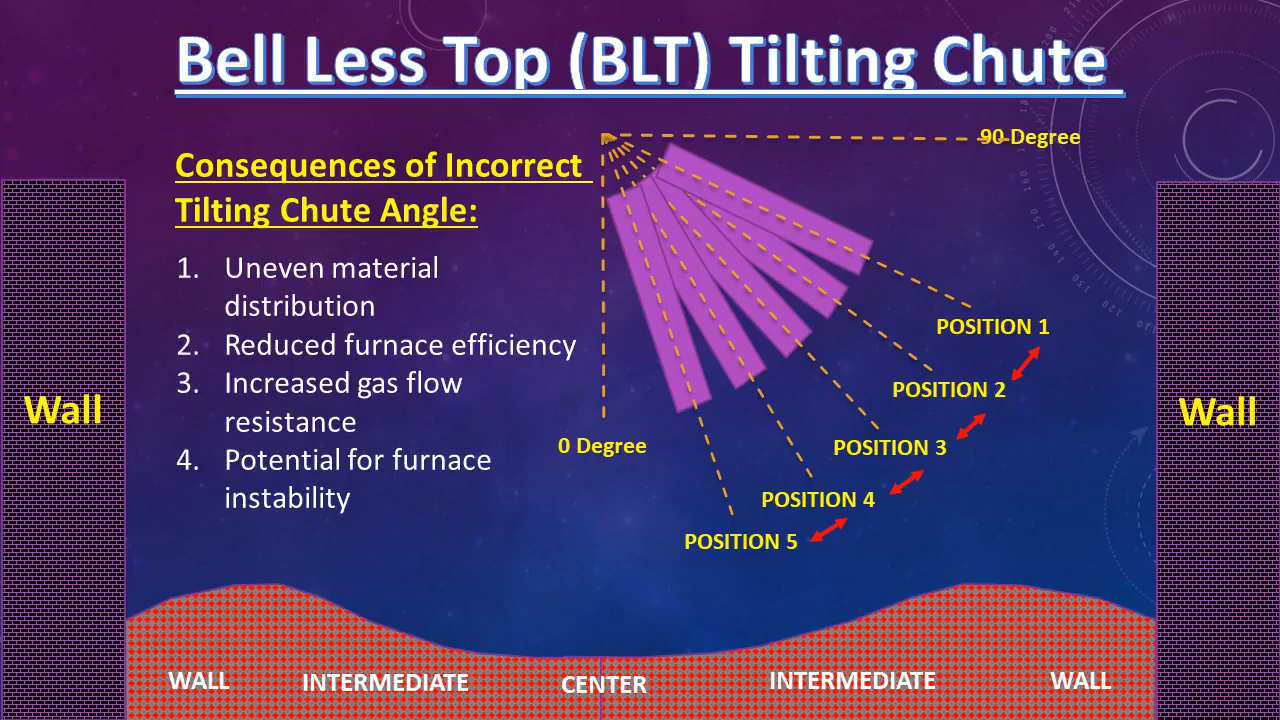 Bell Less Top (BLT) Tilting Chute
90 Degree
Consequences of Incorrect
Tilting Chute Angle:
1. Uneven material
distribution
2. Reduced furnace efficiency
3. Increased gas flow
resistance
4. Potential for furnace
instability
POSITION 1
POSITION 2
POSITION 3
POSITION 4
POSITION 5
0 Degree
Wall
Wall
WALL
INTERMEDIATE
CENTER
INTERMEDIATE
WALL